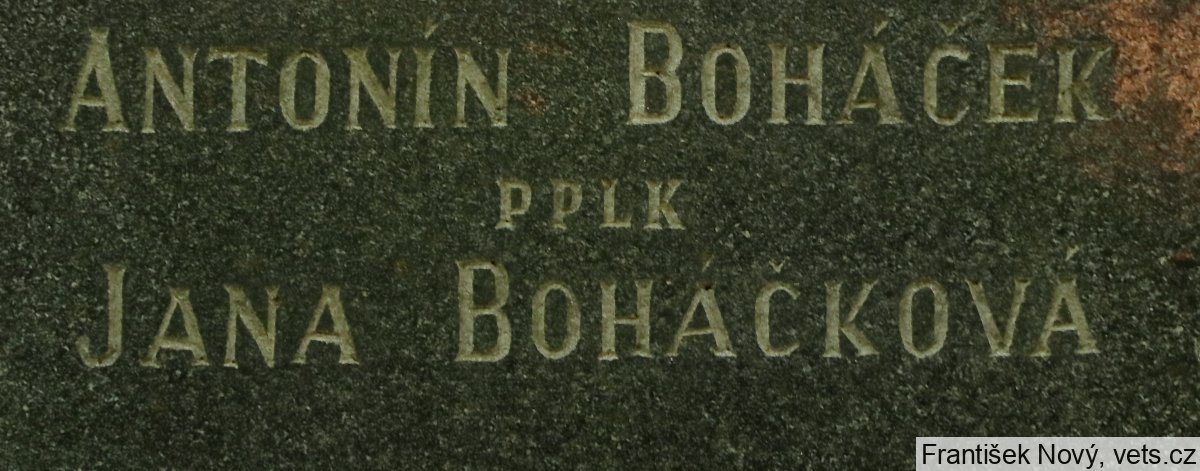 Antonín Boháček
PPLK
Jana Boháčková
František Nový, vets.cz